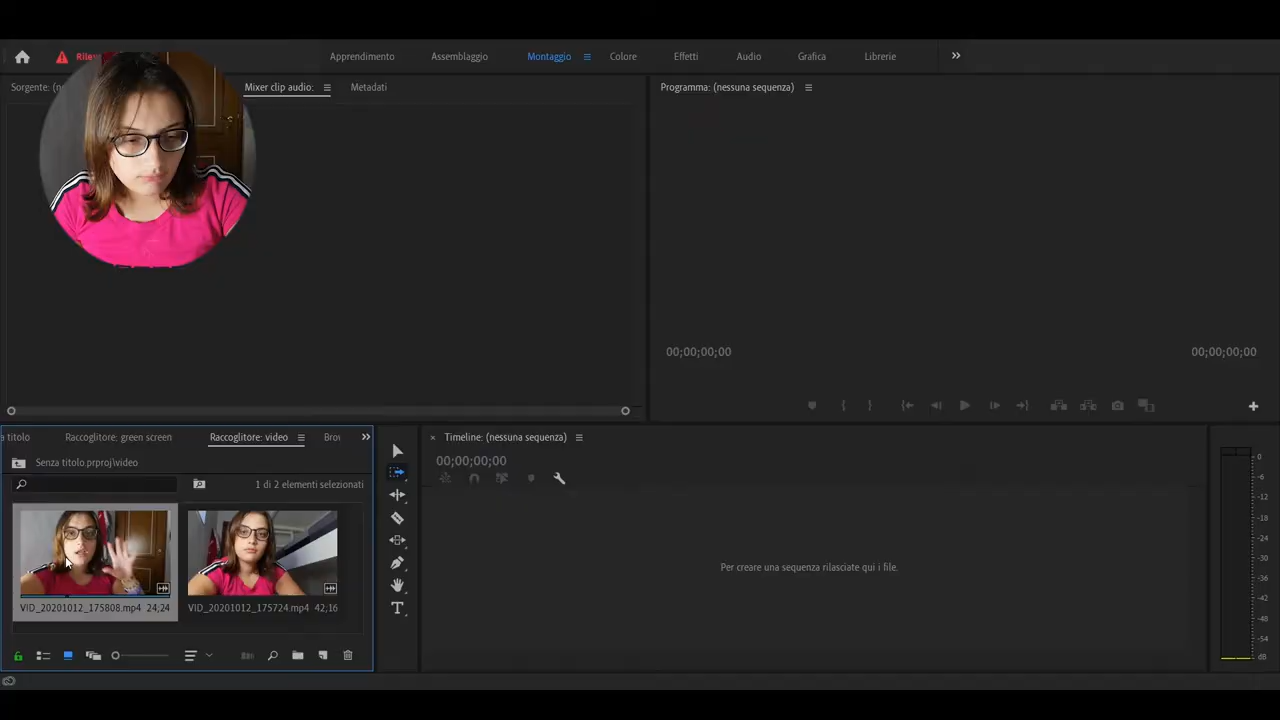 Apprendimento Assemblaggio Montaggio Colore Effetti Audio Grafica Librerie
Sorgente: Mixer clip audio: Metadati
Programma: (nessuna sequenza)
00;00;00;00 00;00;00;00
titolo Raccoglitore: green screen Raccoglitore: video
Timeline: (nessuna sequenza)
Senza titolo.prproj\video
00;00;00;00
1 di 2 elementi selezionati
Per creare una sequenza rilasciate qui i file.
VID_20201012_175808.mp4 24;24
VID_20201012_175724.mp4 42;16
0
-6
-12
-18
-24
-30
-36
-42
-48
-54
dB